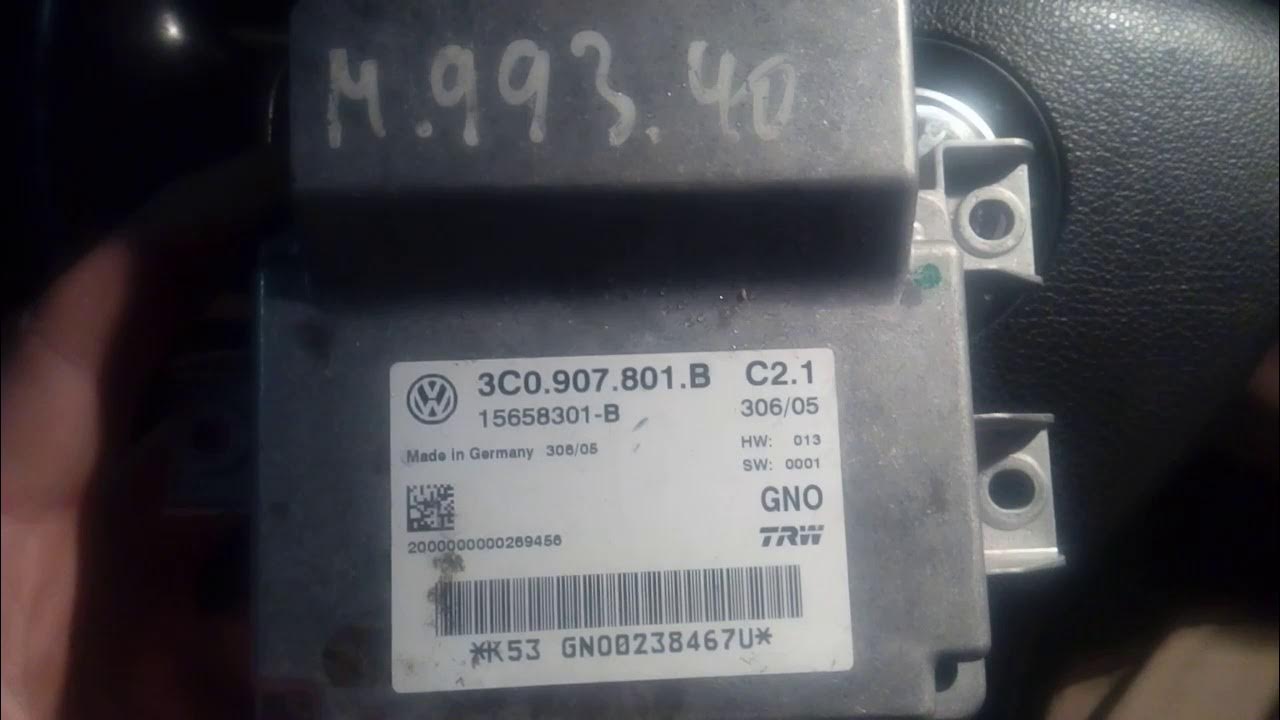 M.993.40
3C0.907.801.B C2.1
15658301-B 306/05
Made in Germany 306/05 HW: 013
SW: 0001
GNO
2000000000269456 TRW
*K53 GNO0238467U*